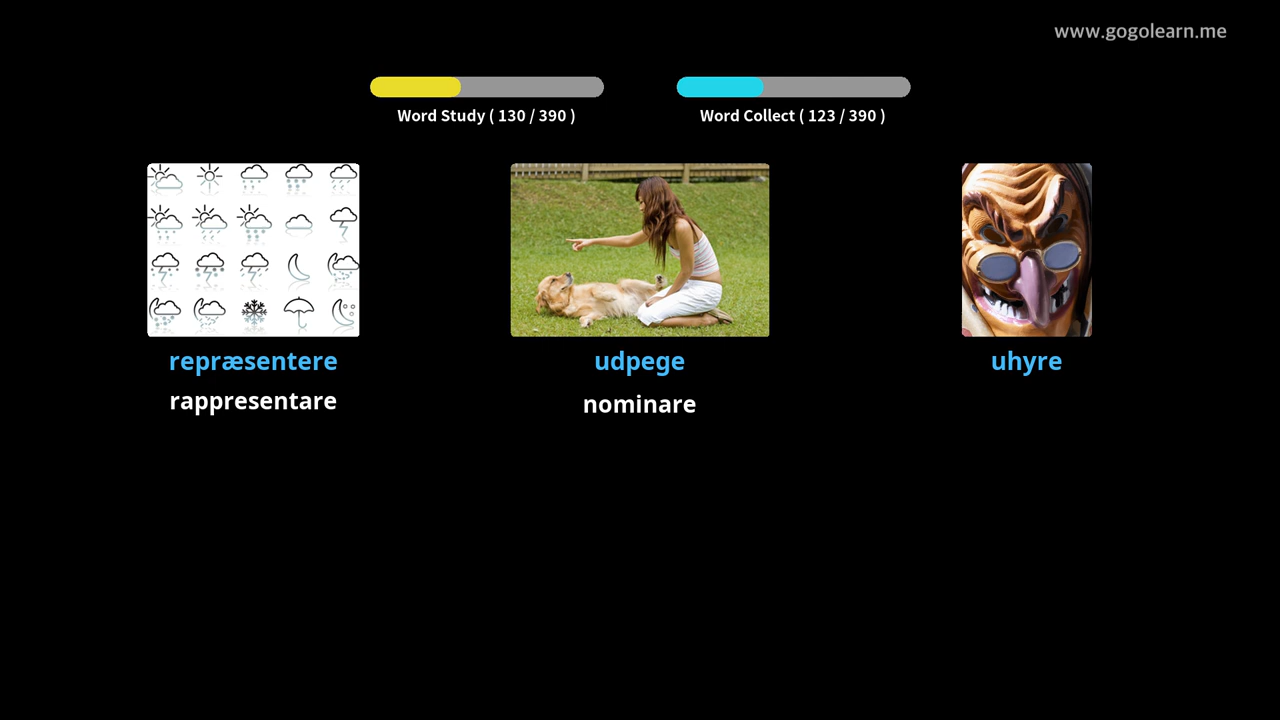 www.gogolearn.me
Word Study ( 130 / 390 )
Word Collect ( 123 / 390 )
repræsentere
udpege
uhyre
rappresentare
nominare